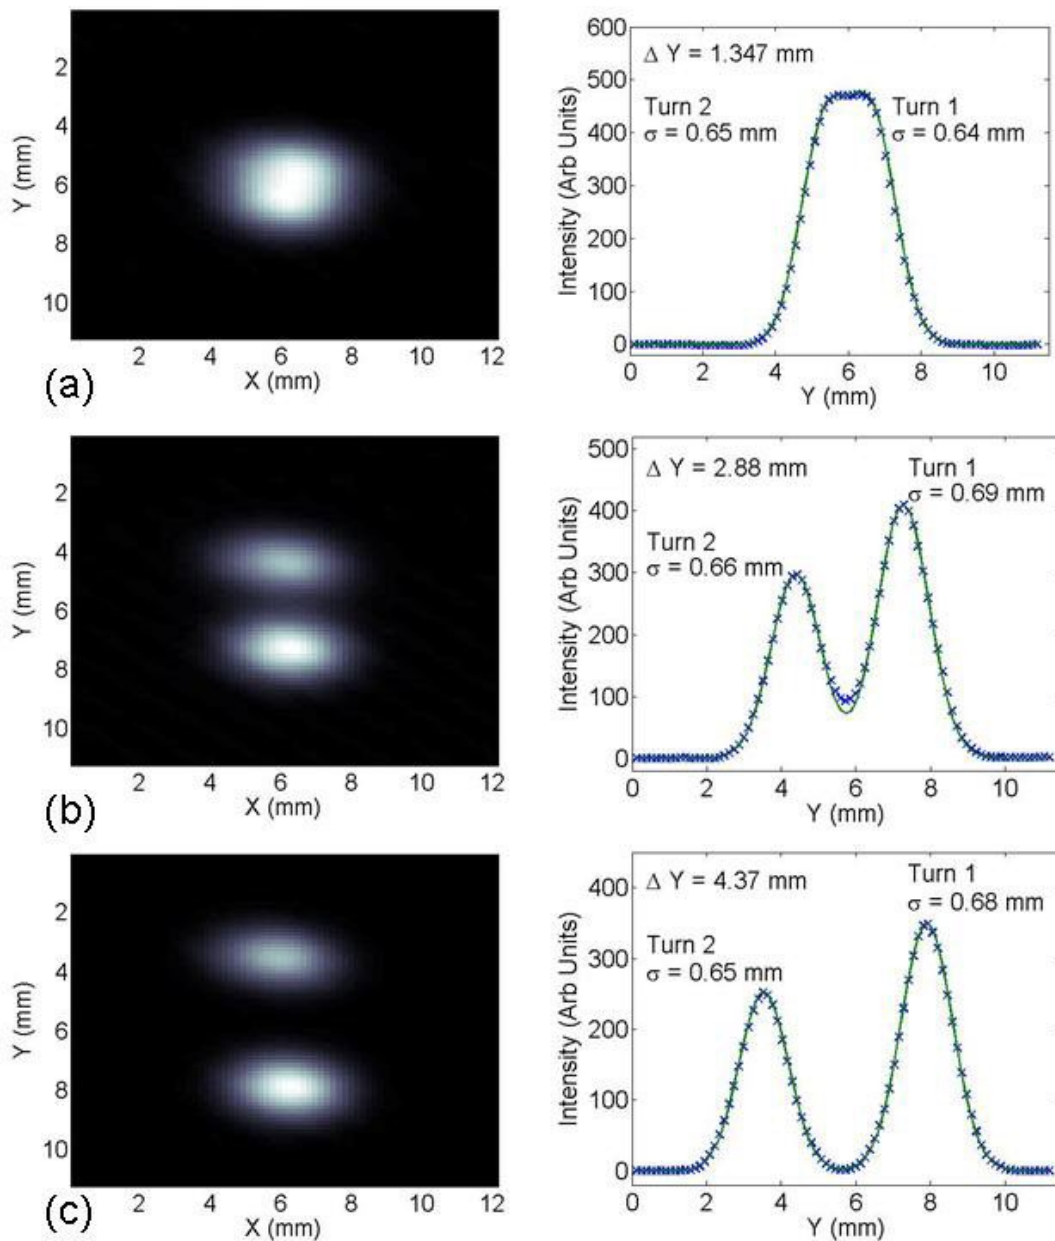 2
4
6
8
10
Y (mm)
2 4 6 8 10 12
X (mm)
(a)
600
500
400
300
200
100
0
Intensity (Arb Units)
Δ Y = 1.347 mm
Turn 2
σ = 0.65 mm
Turn 1
σ = 0.64 mm
0 2 4 6 8 10
Y (mm)
2
4
6
8
10
Y (mm)
2 4 6 8 10 12
X (mm)
(b)
500
400
300
200
100
0
Intensity (Arb Units)
Δ Y = 2.88 mm
Turn 1
σ = 0.69 mm
Turn 2
σ = 0.66 mm
0 2 4 6 8 10
Y (mm)
2
4
6
8
10
Y (mm)
2 4 6 8 10 12
X (mm)
(c)
400
300
200
100
0
Intensity (Arb Units)
Δ Y = 4.37 mm
Turn 1
σ = 0.68 mm
Turn 2
σ = 0.65 mm
0 2 4 6 8 10
Y (mm)